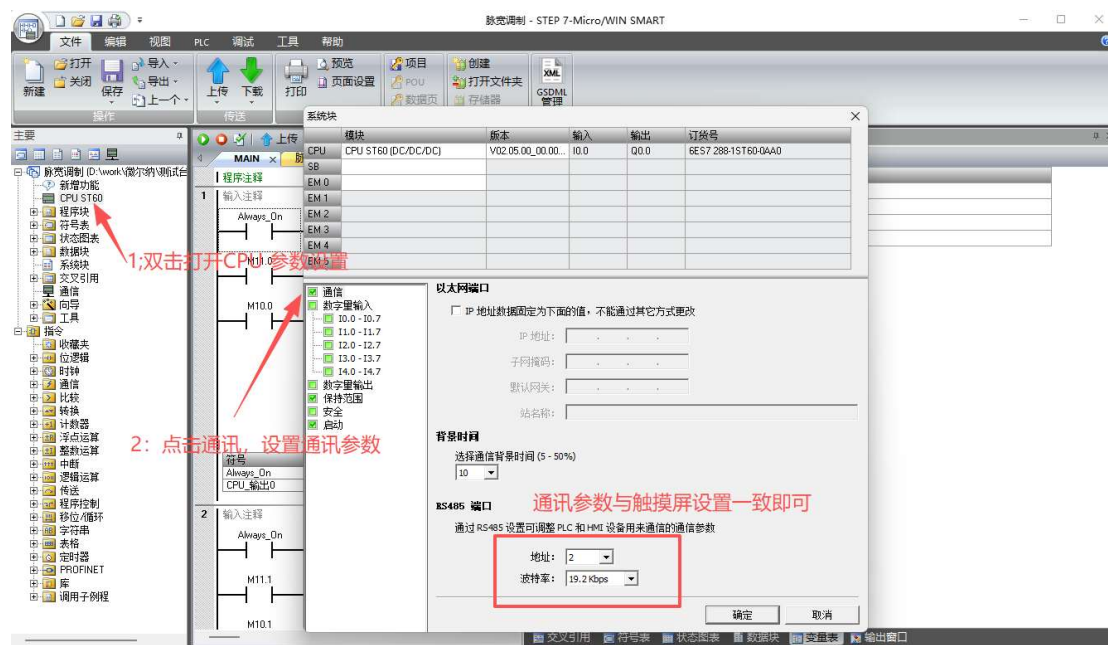 脉宽调制 - STEP 7-Micro/WIN SMART
文件 编辑 视图 PLC 调试 工具 帮助
新建
打开
关闭
保存
导入
导出
上一个
操作
上传
下载
传送
打印
预览
页面设置
项目
POU
数据页
创建
打开文件夹
存储器
XML
GSDML
管理
主要
脉宽调制 (D:\work\微尔纳\测试台
新增功能
CPU ST60
程序块
符号表
状态图表
数据块
系统块
交叉引用
通信
向导
工具
指令
收藏夹
位逻辑
时钟
通信
比较
转换
计数器
浮点运算
整数运算
中断
逻辑运算
传送
程序控制
移位/循环
字符串
表格
定时器
PROFINET
库
调用子例程
上传
MAIN
程序注释
1 输入注释
Always_On
M11.0
M10.0
符号
Always_On
CPU_输出0
2 输入注释
Always_On
M11.1
M10.1
1;双击打开CPU 参数设置
2：点击通讯，设置通讯参数
系统块
模块 版本 输入 输出 订货号
CPU CPU ST60 (DC/DC/DC) V02.05.00_00.00... I0.0 Q0.0 6ES7 288-1ST60-0AA0
SB
EM 0
EM 1
EM 2
EM 3
EM 4
EM 5
通信
数字量输入
I0.0 - I0.7
I1.0 - I1.7
I2.0 - I2.7
I3.0 - I3.7
I4.0 - I4.7
数字量输出
保持范围
安全
启动
以太网端口
IP 地址数据固定为下面的值，不能通过其它方式更改
IP 地址:
子网掩码:
默认网关:
站名称:
背景时间
选择通信背景时间 (5 - 50%)
10
RS485 端口
通讯参数与触摸屏设置一致即可
通过 RS485 设置可调整 PLC 和 HMI 设备用来通信的通信参数
地址: 2
波特率: 19.2 Kbps
确定 取消
交叉引用 符号表 状态图表 数据块 变量表 输出窗口